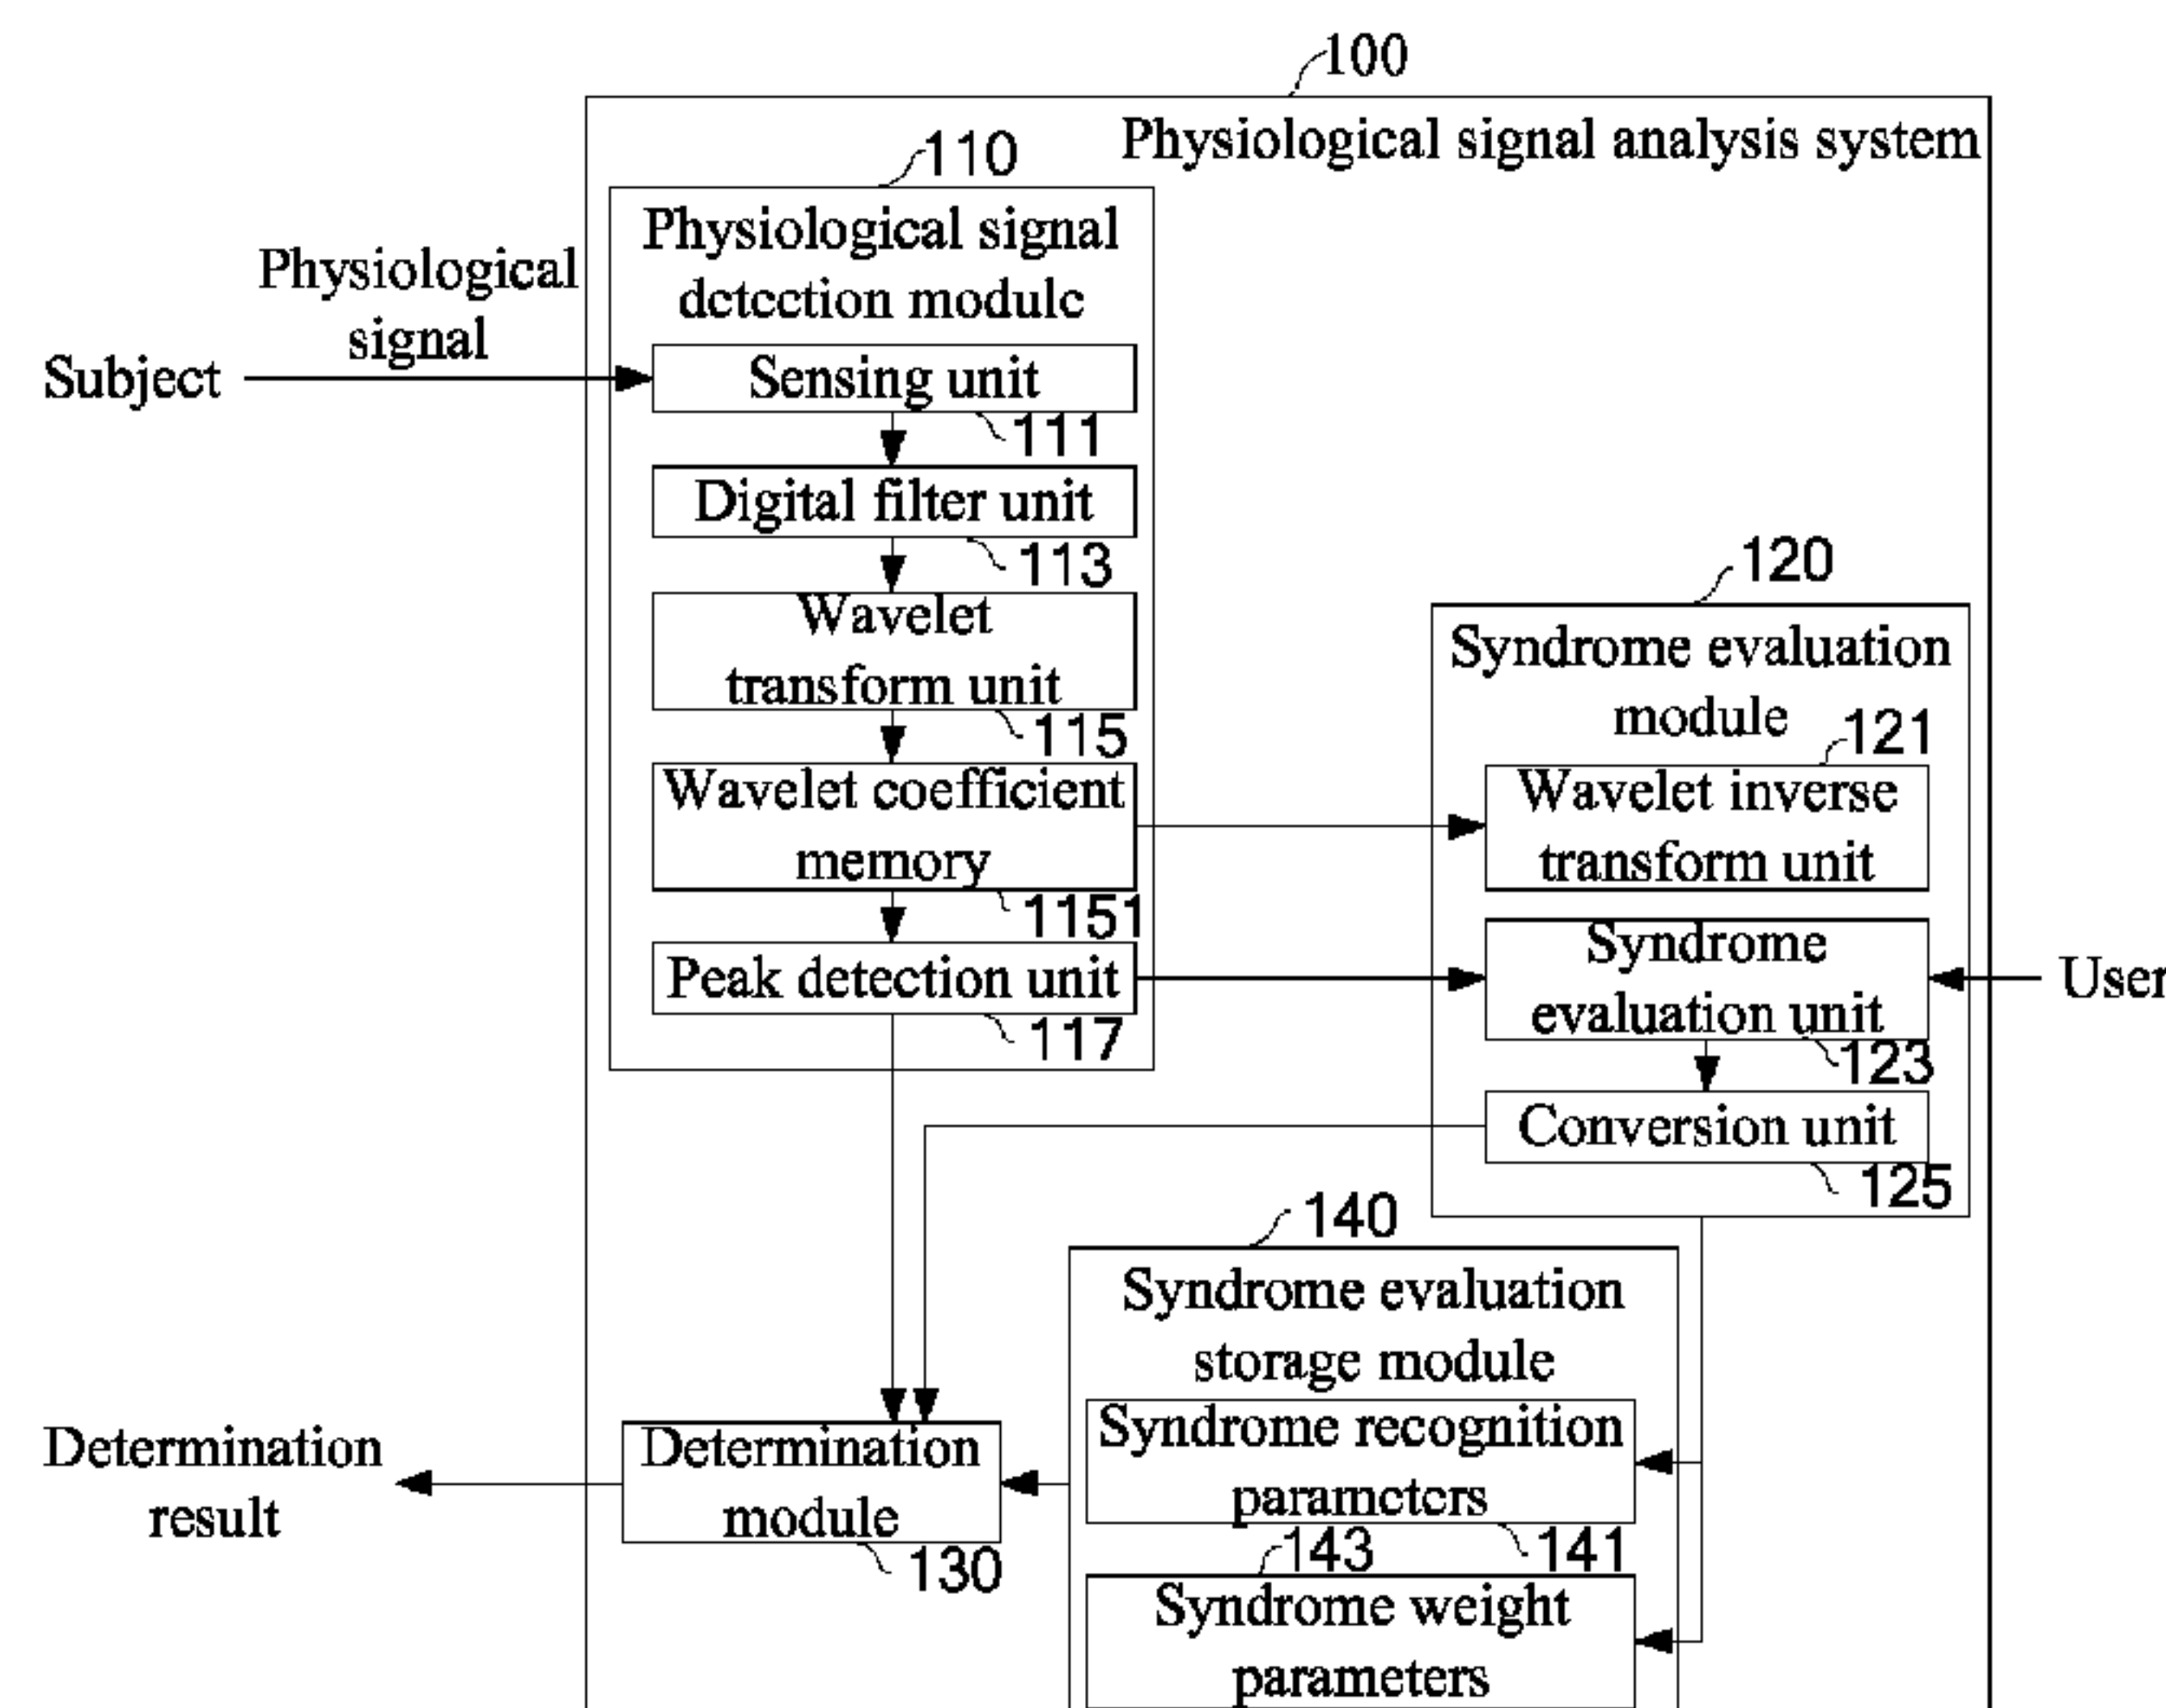 100
Physiological signal analysis system
110
Physiological signal
detection module
Physiological
signal
Subject
Sensing unit
111
Digital filter unit
113
Wavelet
transform unit
115
Wavelet coefficient
memory
1151
Peak detection unit
117
120
Syndrome evaluation
module
121
Wavelet inverse
transform unit
Syndrome
evaluation unit
123
User
Conversion unit
125
140
Syndrome evaluation
storage module
Syndrome recognition
parameters
141
143
Syndrome weight
parameters
Determination
module
130
Determination
result